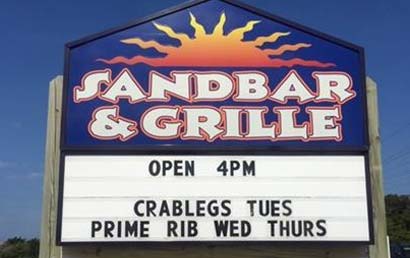 SANDBAR
& GRILLE
OPEN 4PM
CRABLEGS TUES
PRIME RIB WED THURS